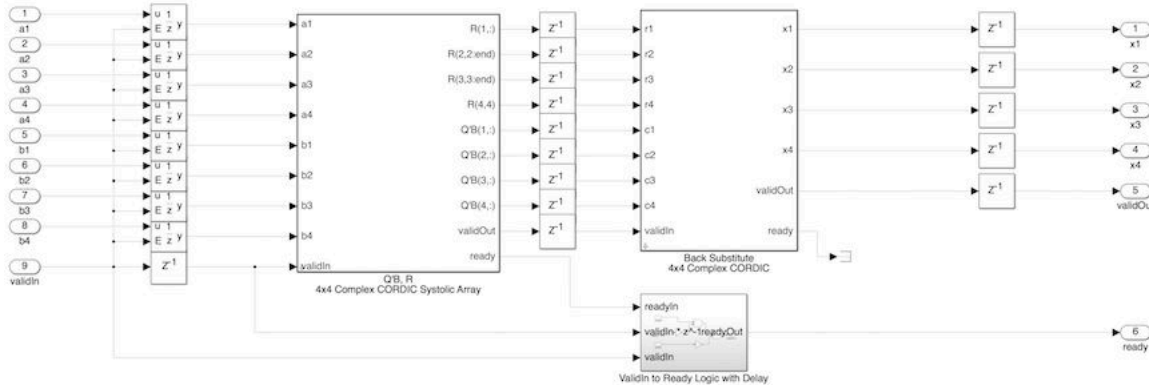 1
a1
2
a2
3
a3
4
a4
5
b1
6
b2
7
b3
8
b4
9
validIn
u 1
E z y
u 1
E z y
u 1
E z y
u 1
E z y
u 1
E z y
u 1
E z y
u 1
E z y
u 1
E z y
Z-1
a1
a2
a3
a4
b1
b2
b3
b4
validIn
R(1,:)
R(2,2:end)
R(3,3:end)
R(4,4)
Q'B(1,:)
Q'B(2,:)
Q'B(3,:)
Q'B(4,:)
validOut
ready
Q'B, R
4x4 Complex CORDIC Systolic Array
Z-1
Z-1
Z-1
Z-1
Z-1
Z-1
Z-1
Z-1
Z-1
r1
r2
r3
r4
c1
c2
c3
c4
validIn
x1
x2
x3
x4
validOut
ready
Back Substitute
4x4 Complex CORDIC
Z-1
Z-1
Z-1
Z-1
Z-1
1
x1
2
x2
3
x3
4
x4
5
validOu
readyIn
validIn * z^-1readyOut
validIn
ValidIn to Ready Logic with Delay
6
ready